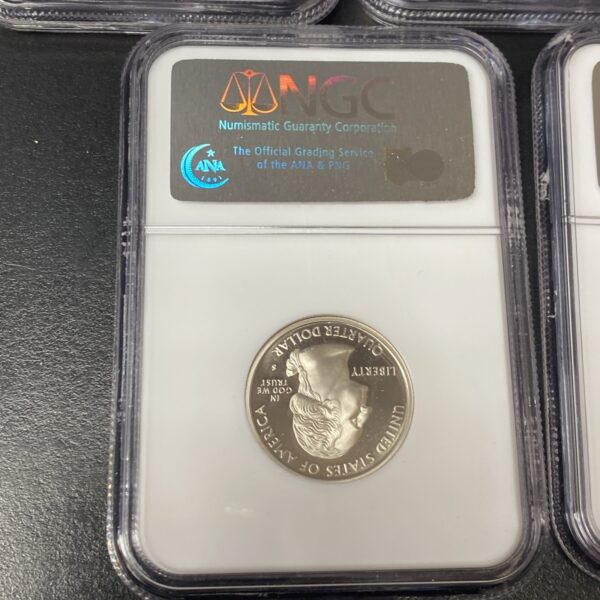 NGC
Numismatic Guaranty Corporation
The Official Grading Service
of the ANA & PNG
ANA
1891
UNITED STATES OF AMERICA
LIBERTY
IN
GOD WE
TRUST
S
QUARTER DOLLAR